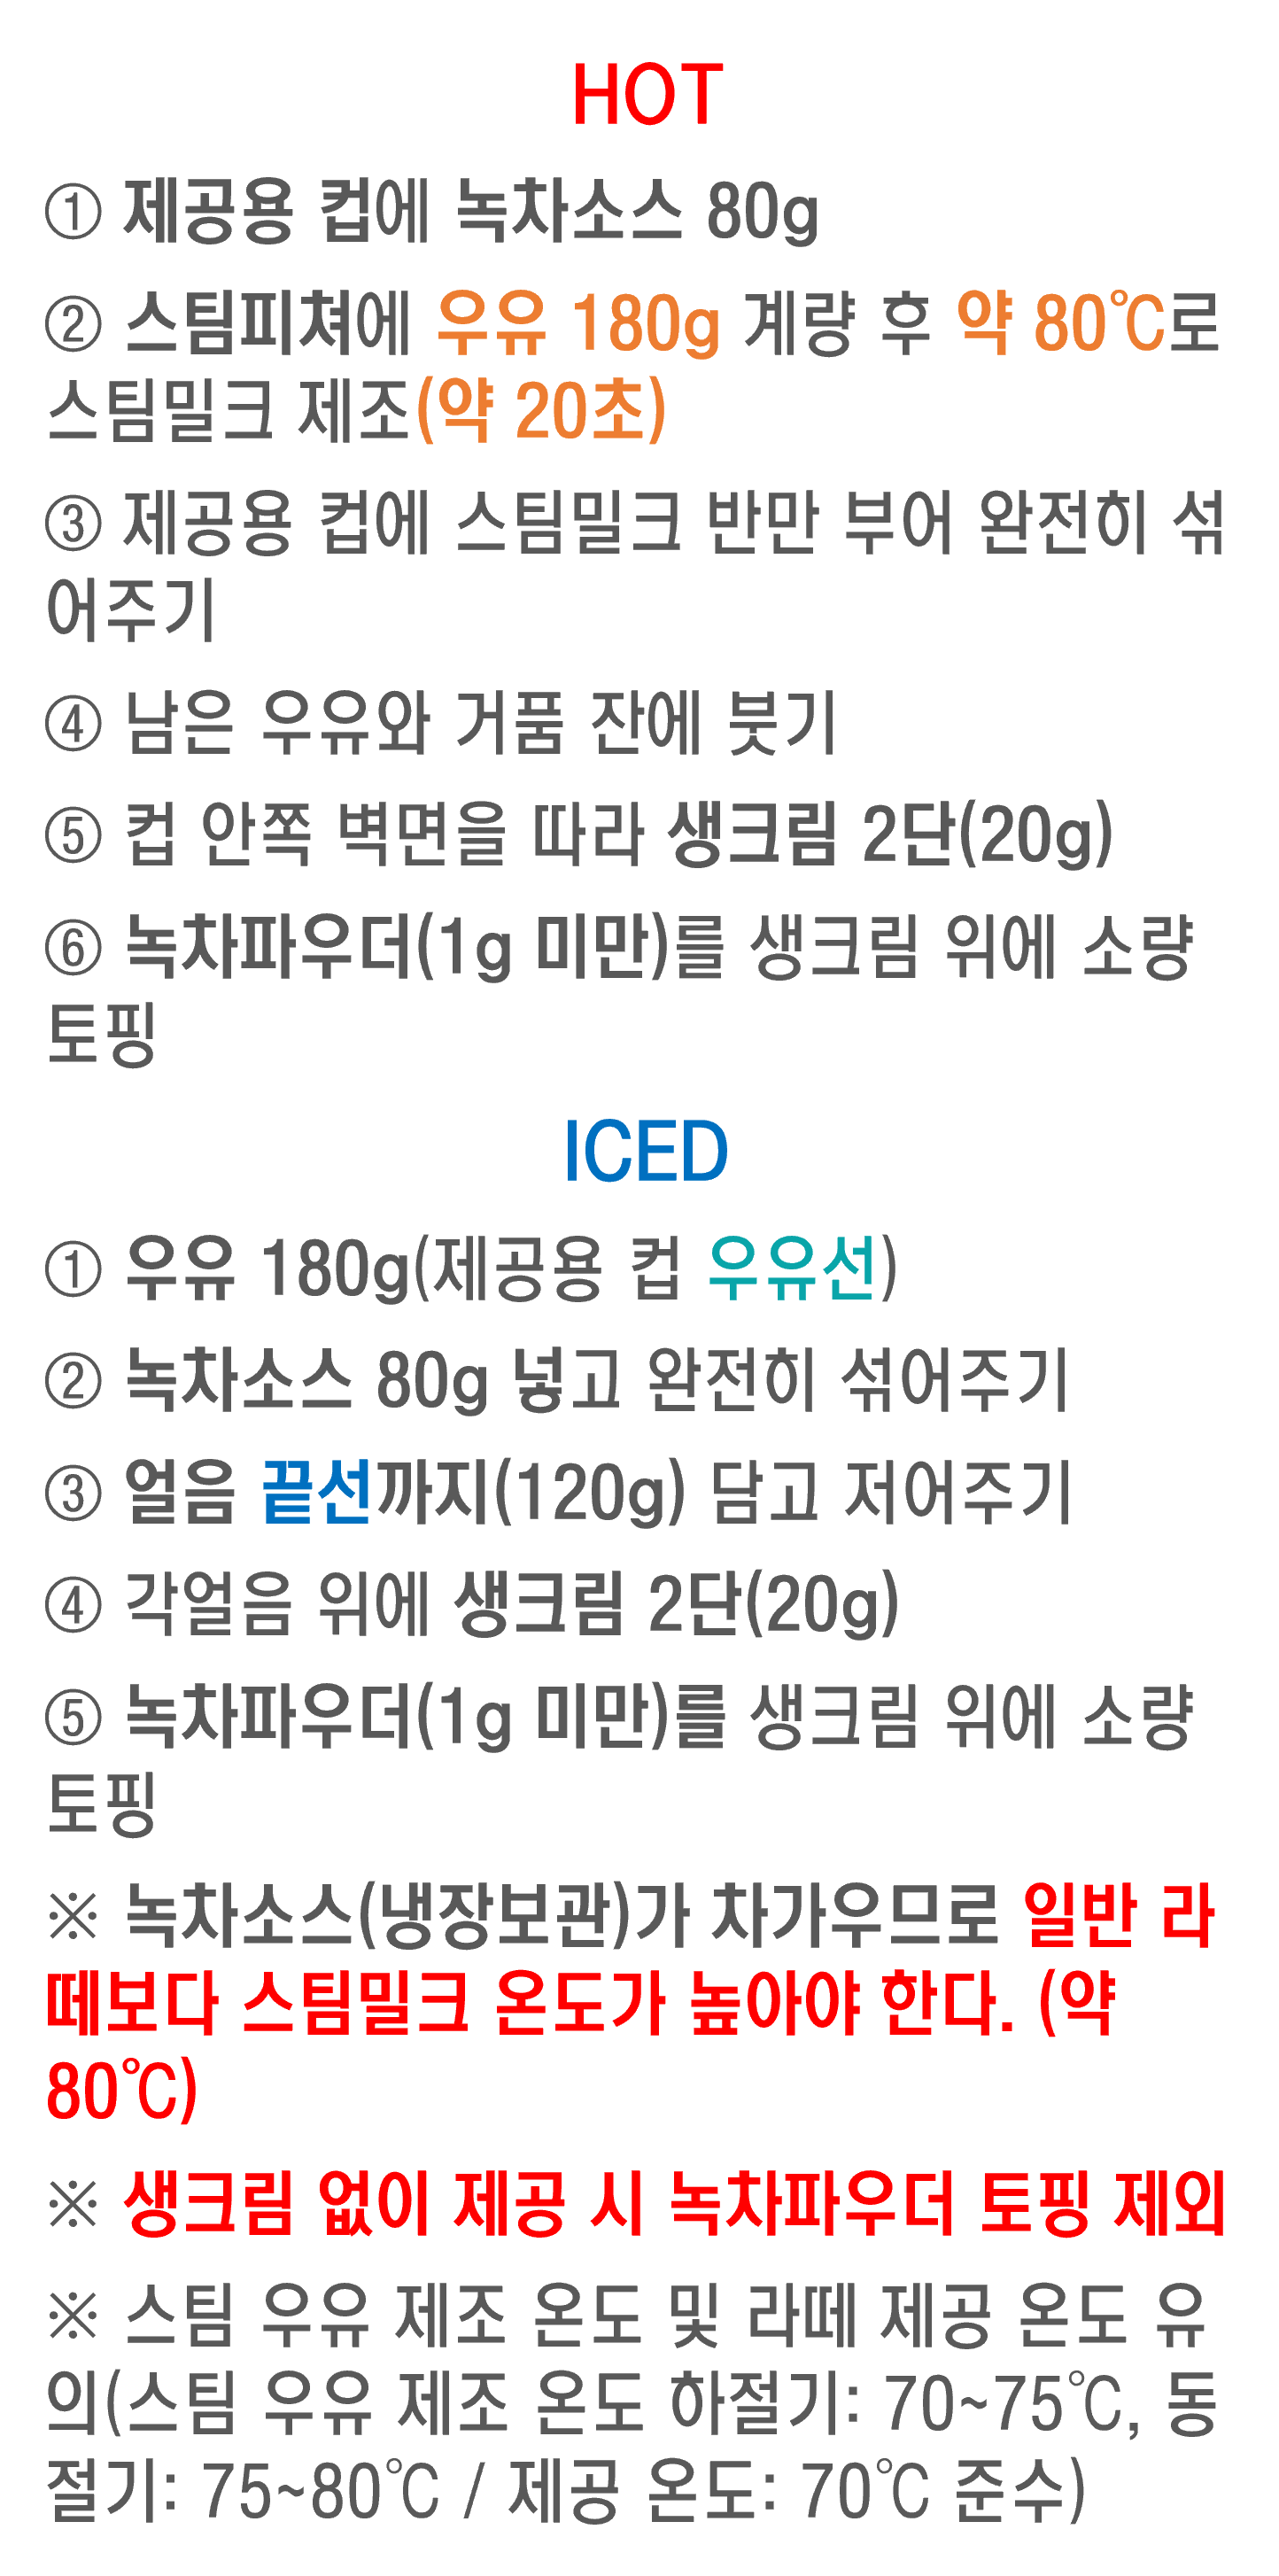 HOT
① 제공용 컵에 녹차소스 80g
② 스팀피쳐에 우유 180g 계량 후 약 80℃로
스팀밀크 제조(약 20초)
③ 제공용 컵에 스팀밀크 반만 부어 완전히 섞
어주기
④ 남은 우유와 거품 잔에 붓기
⑤ 컵 안쪽 벽면을 따라 생크림 2단(20g)
⑥ 녹차파우더(1g 미만)를 생크림 위에 소량
토핑
ICED
① 우유 180g(제공용 컵 우유선)
② 녹차소스 80g 넣고 완전히 섞어주기
③ 얼음 끝선까지(120g) 담고 저어주기
④ 각얼음 위에 생크림 2단(20g)
⑤ 녹차파우더(1g 미만)를 생크림 위에 소량
토핑
※ 녹차소스(냉장보관)가 차가우므로 일반 라
떼보다 스팀밀크 온도가 높아야 한다. (약
80℃)
※ 생크림 없이 제공 시 녹차파우더 토핑 제외
※ 스팀 우유 제조 온도 및 라떼 제공 온도 유
의(스팀 우유 제조 온도 하절기: 70~75℃, 동
절기: 75~80℃ / 제공 온도: 70℃ 준수)